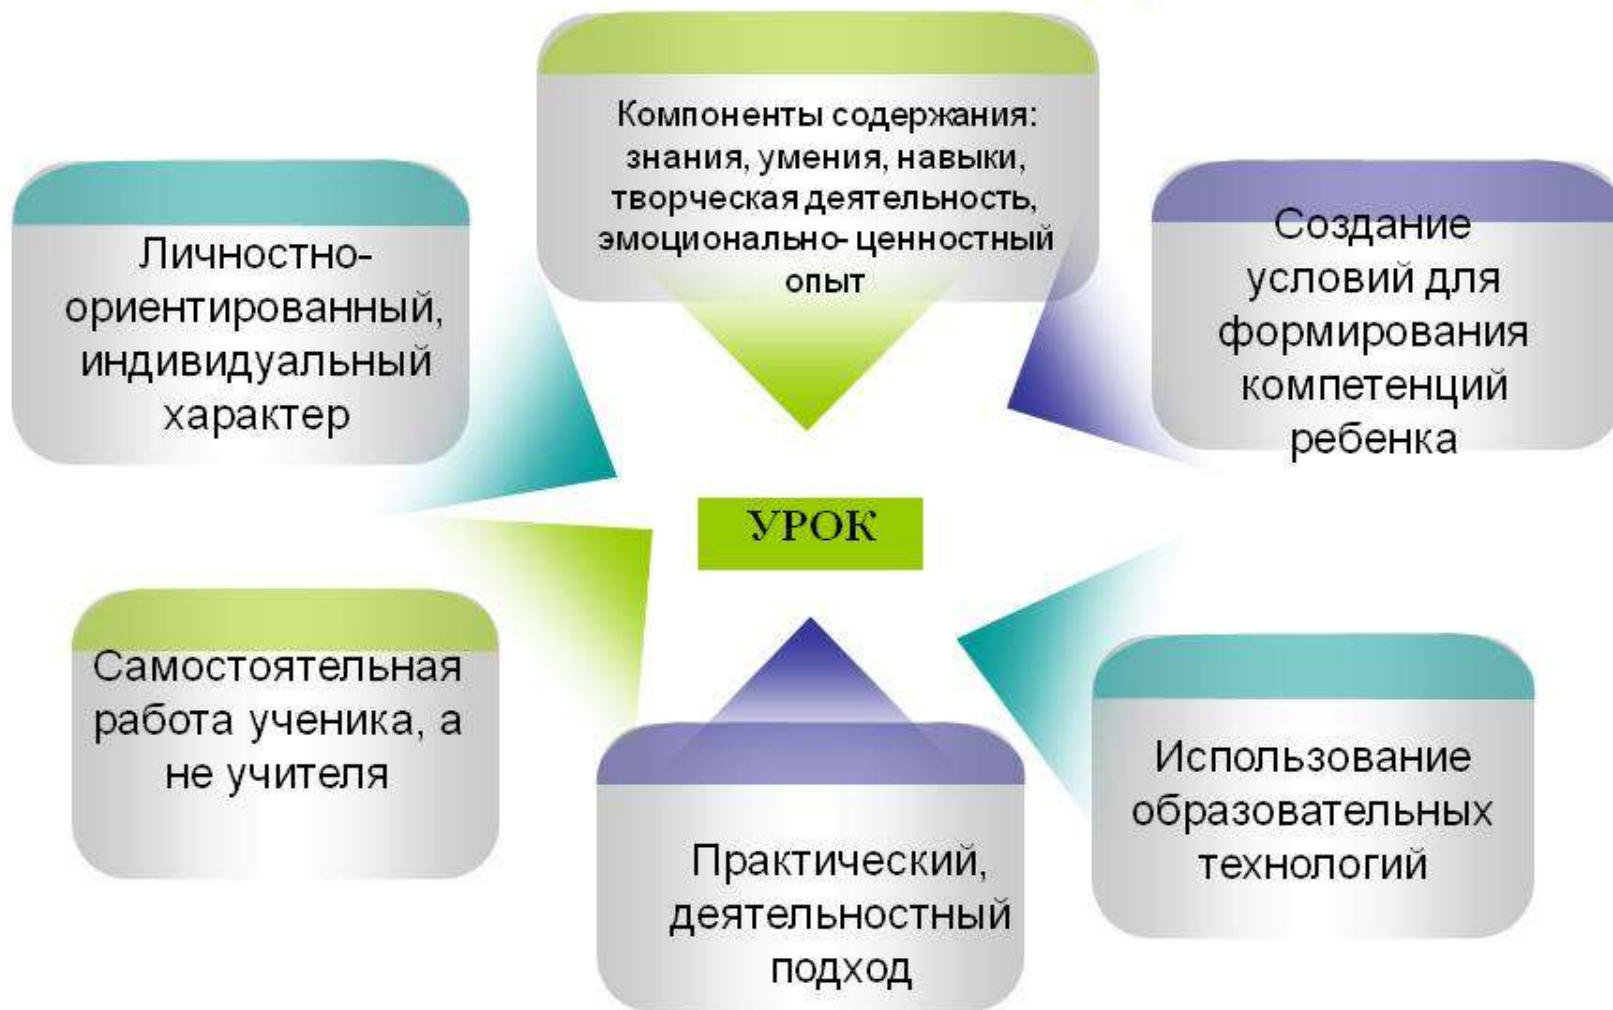 Компоненты содержания:
знания, умения, навыки,
творческая деятельность,
эмоционально- ценностный
опыт
Личностно-
ориентированный,
индивидуальный
характер
Создание
условий для
формирования
компетенций
ребенка
УРОК
Самостоятельная
работа ученика, а
не учителя
Практический,
деятельностный
подход
Использование
образовательных
технологий